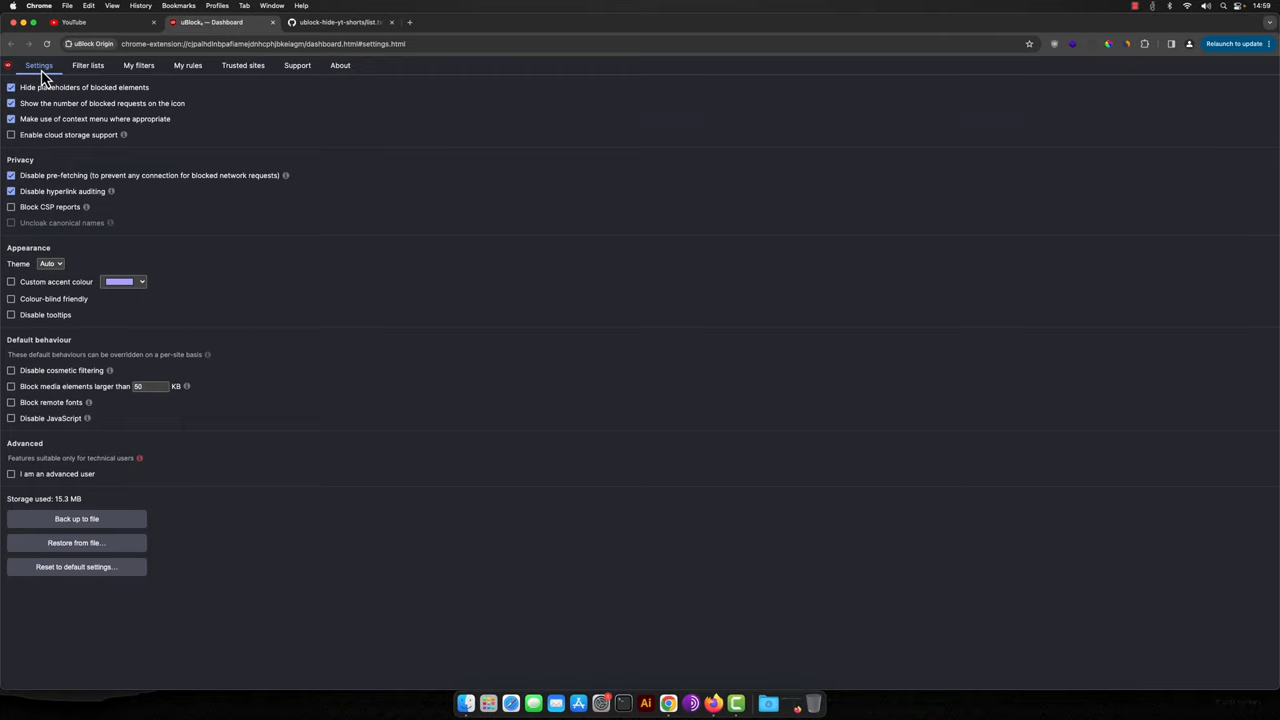 Chrome File Edit View History Bookmarks Profiles Tab Window Help 14:59
YouTube uBlock₀ — Dashboard ublock-hide-yt-shorts/list.t
uBlock Origin chrome-extension://cjpalhdlnbpafiamejdnhcphjbkeiagm/dashboard.html#settings.html Relaunch to update
Settings Filter lists My filters My rules Trusted sites Support About
Hide placeholders of blocked elements
Show the number of blocked requests on the icon
Make use of context menu where appropriate
Enable cloud storage support
Privacy
Disable pre-fetching (to prevent any connection for blocked network requests)
Disable hyperlink auditing
Block CSP reports
Uncloak canonical names
Appearance
Theme Auto
Custom accent colour
Colour-blind friendly
Disable tooltips
Default behaviour
These default behaviours can be overridden on a per-site basis
Disable cosmetic filtering
Block media elements larger than 50 KB
Block remote fonts
Disable JavaScript
Advanced
Features suitable only for technical users
I am an advanced user
Storage used: 15.3 MB
Back up to file
Restore from file…
Reset to default settings…
Ai